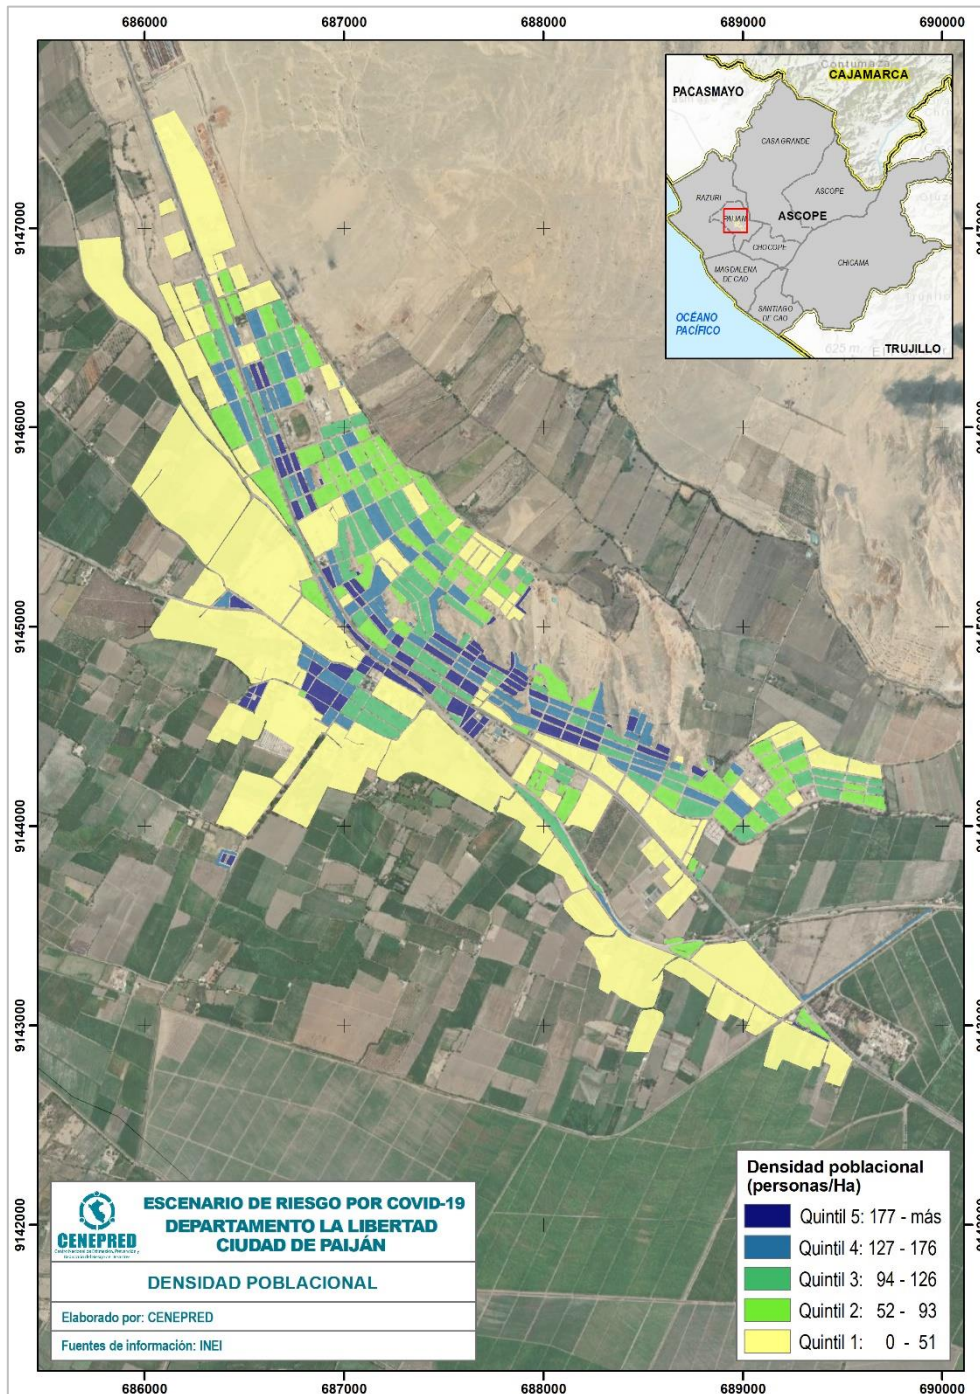 686000 687000 688000 689000 690000
9147000
9146000
9145000
9144000
9143000
9142000
PACASMAYO
CAJAMARCA
CASA GRANDE
RAZURI
ASCOPE
PAIJAN
ASCOPE
CHOCOPE
CHICAMA
MAGDALENA
DE CAO
SANTIAGO
DE CAO
OCÉANO
PACÍFICO
625 m
TRUJILLO
Densidad poblacional
(personas/Ha)
Quintil 5: 177 - más
Quintil 4: 127 - 176
Quintil 3: 94 - 126
Quintil 2: 52 - 93
Quintil 1: 0 - 51
CENEPRED
ESCENARIO DE RIESGO POR COVID-19
DEPARTAMENTO LA LIBERTAD
CIUDAD DE PAIJÁN
DENSIDAD POBLACIONAL
Elaborado por: CENEPRED
Fuentes de información: INEI
686000 687000 688000 689000 690000